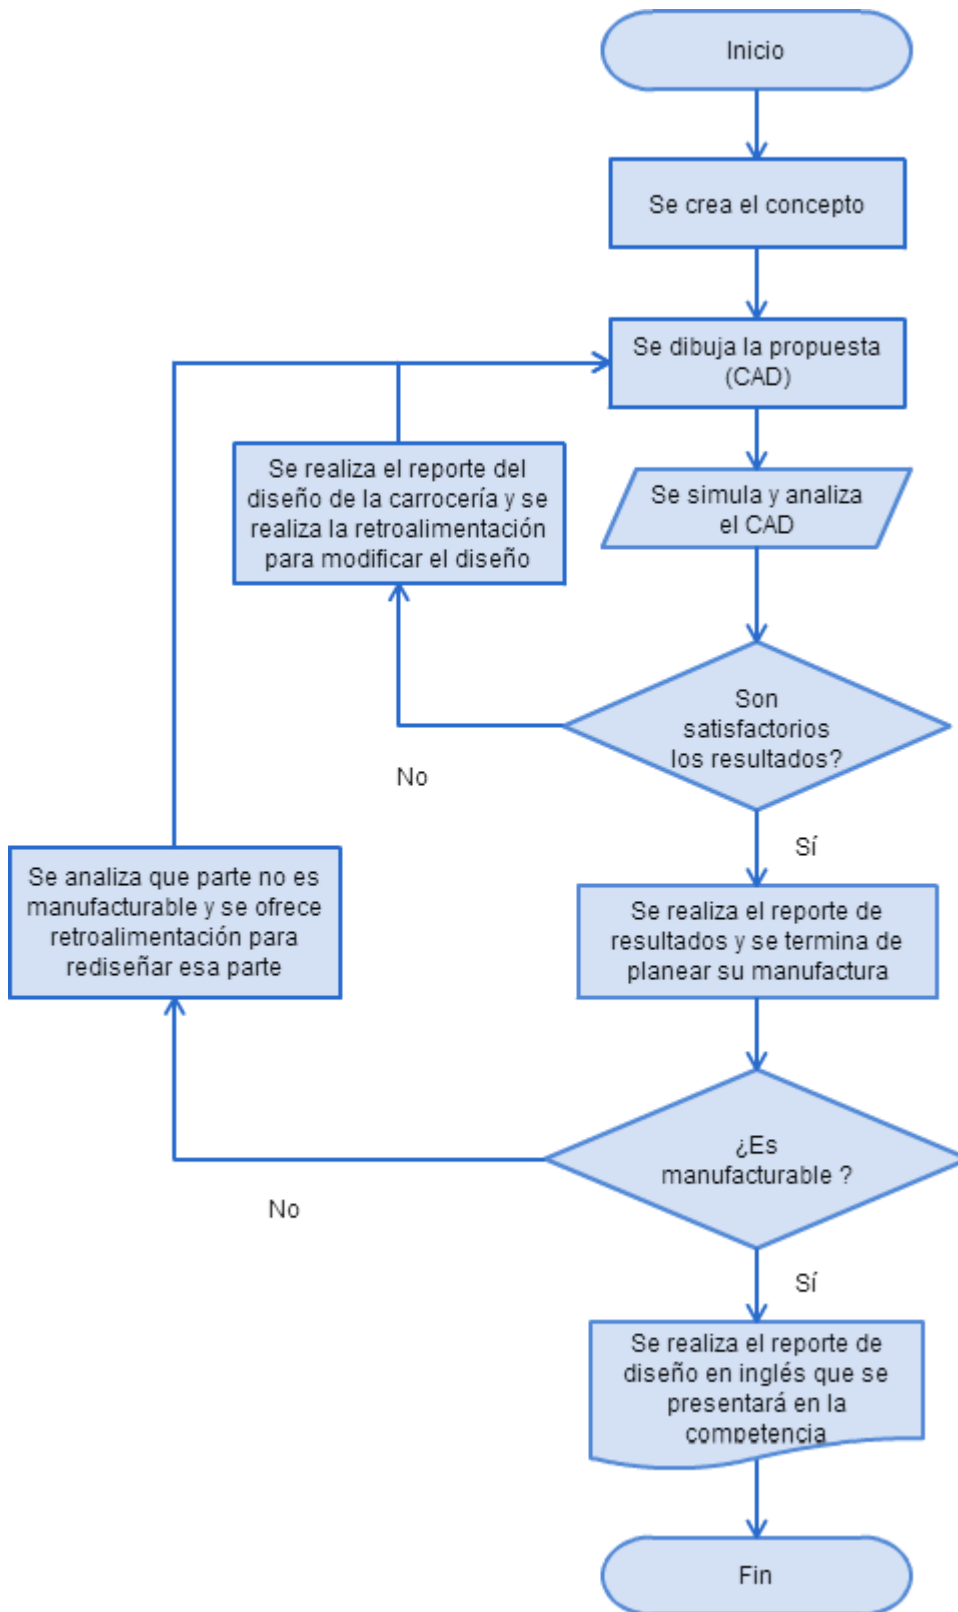 Inicio
Se crea el concepto
Se dibuja la propuesta
(CAD)
Se realiza el reporte del
diseño de la carrocería y se
realiza la retroalimentación
para modificar el diseño
Se simula y analiza
el CAD
Son
satisfactorios
los resultados?
No
Sí
Se analiza que parte no es
manufacturable y se ofrece
retroalimentación para
rediseñar esa parte
Se realiza el reporte de
resultados y se termina de
planear su manufactura
¿Es
manufacturable ?
No
Sí
Se realiza el reporte de
diseño en inglés que se
presentará en la
competencia
Fin